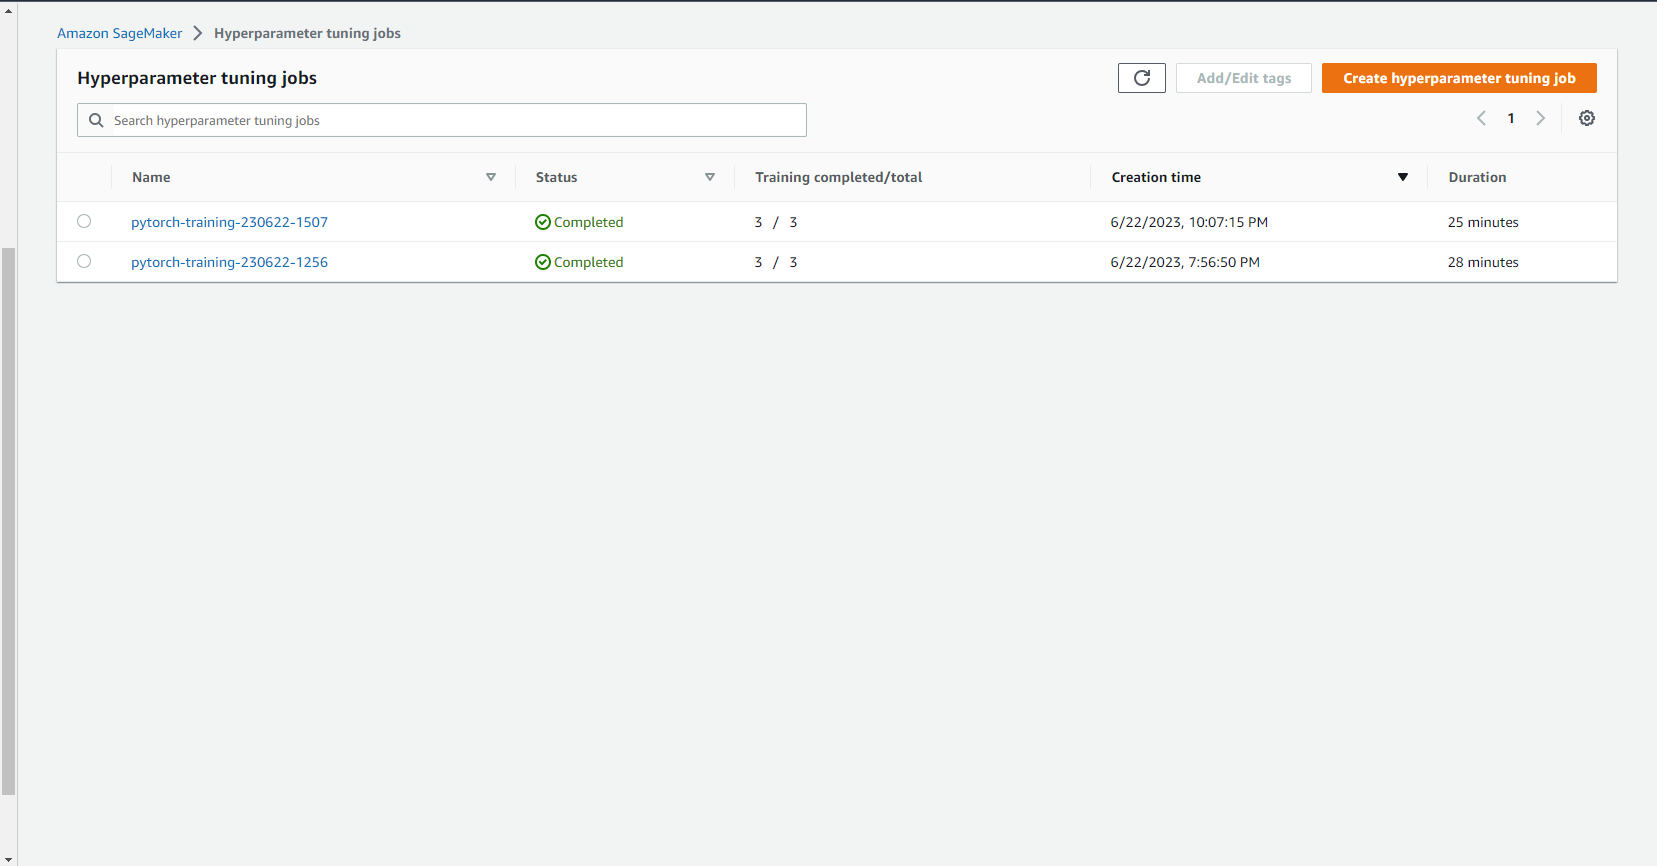 Amazon SageMaker > Hyperparameter tuning jobs
Hyperparameter tuning jobs
Add/Edit tags
Create hyperparameter tuning job
Search hyperparameter tuning jobs
1
Name Status Training completed/total Creation time Duration
pytorch-training-230622-1507 Completed 3 / 3 6/22/2023, 10:07:15 PM 25 minutes
pytorch-training-230622-1256 Completed 3 / 3 6/22/2023, 7:56:50 PM 28 minutes